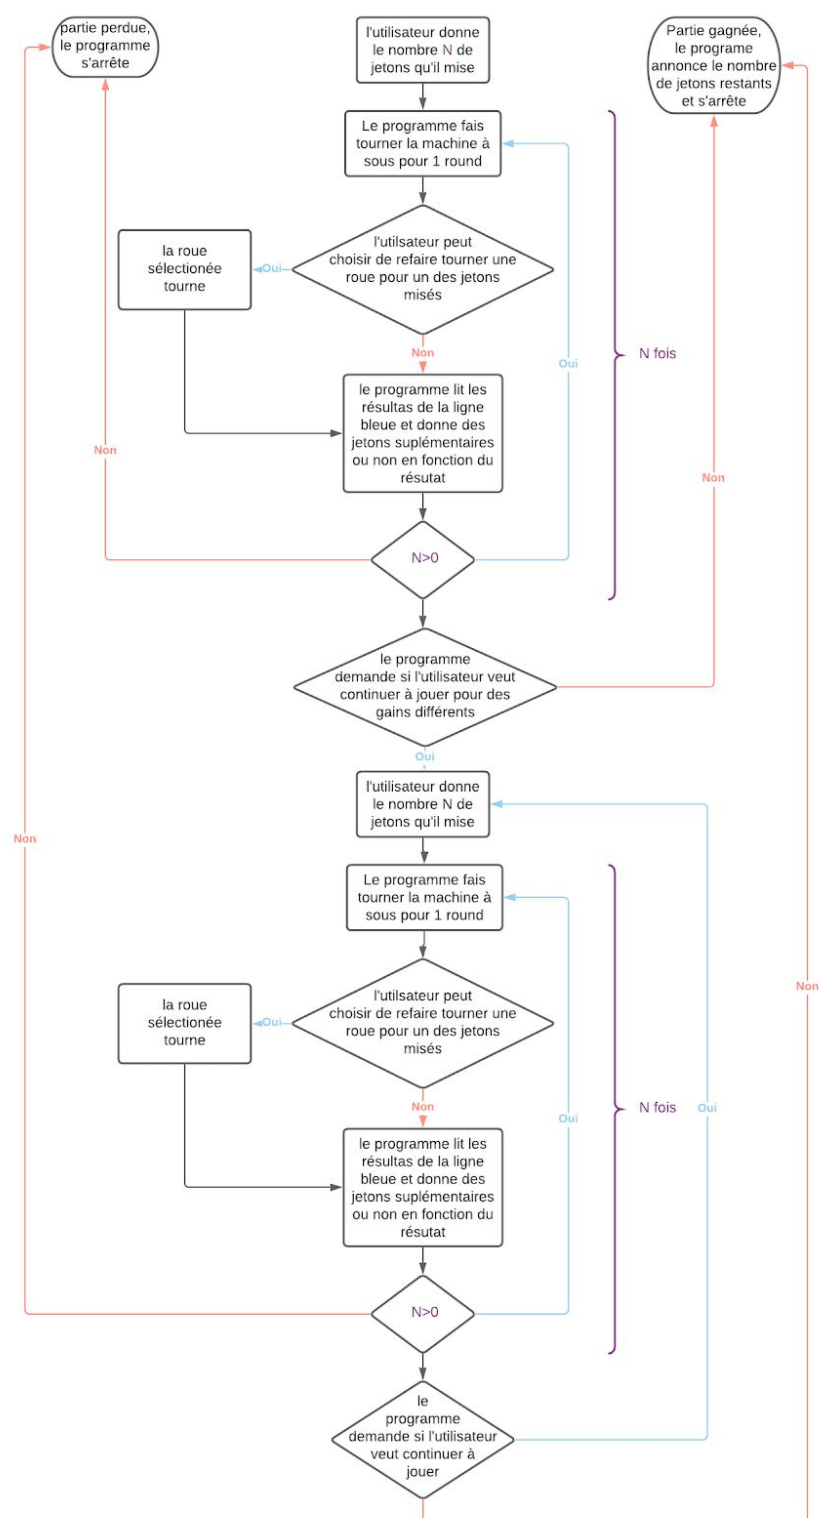 partie perdue,
le programme
s'arrête
l'utilisateur donne
le nombre N de
jetons qu'il mise
Partie gagnée,
le programe
annonce le nombre
de jetons restants
et s'arrête
Le programme fais
tourner la machine à
sous pour 1 round
l'utilsateur peut
choisir de refaire tourner une
roue pour un des jetons
misés
Oui
la roue
sélectionée
tourne
Non
Oui
N fois
le programme lit les
résultas de la ligne
bleue et donne des
jetons suplémentaires
ou non en fonction du
résutat
Non
Non
N>0
le programme
demande si l'utilisateur veut
continuer à jouer pour des
gains différents
Oui
l'utilisateur donne
le nombre N de
jetons qu'il mise
Non
Le programme fais
tourner la machine à
sous pour 1 round
Non
l'utilsateur peut
choisir de refaire tourner une
roue pour un des jetons
misés
Oui
la roue
sélectionée
tourne
Non
Oui
N fois
Oui
le programme lit les
résultas de la ligne
bleue et donne des
jetons suplémentaires
ou non en fonction du
résutat
N>0
le
programme
demande si l'utilisateur
veut continuer à
jouer